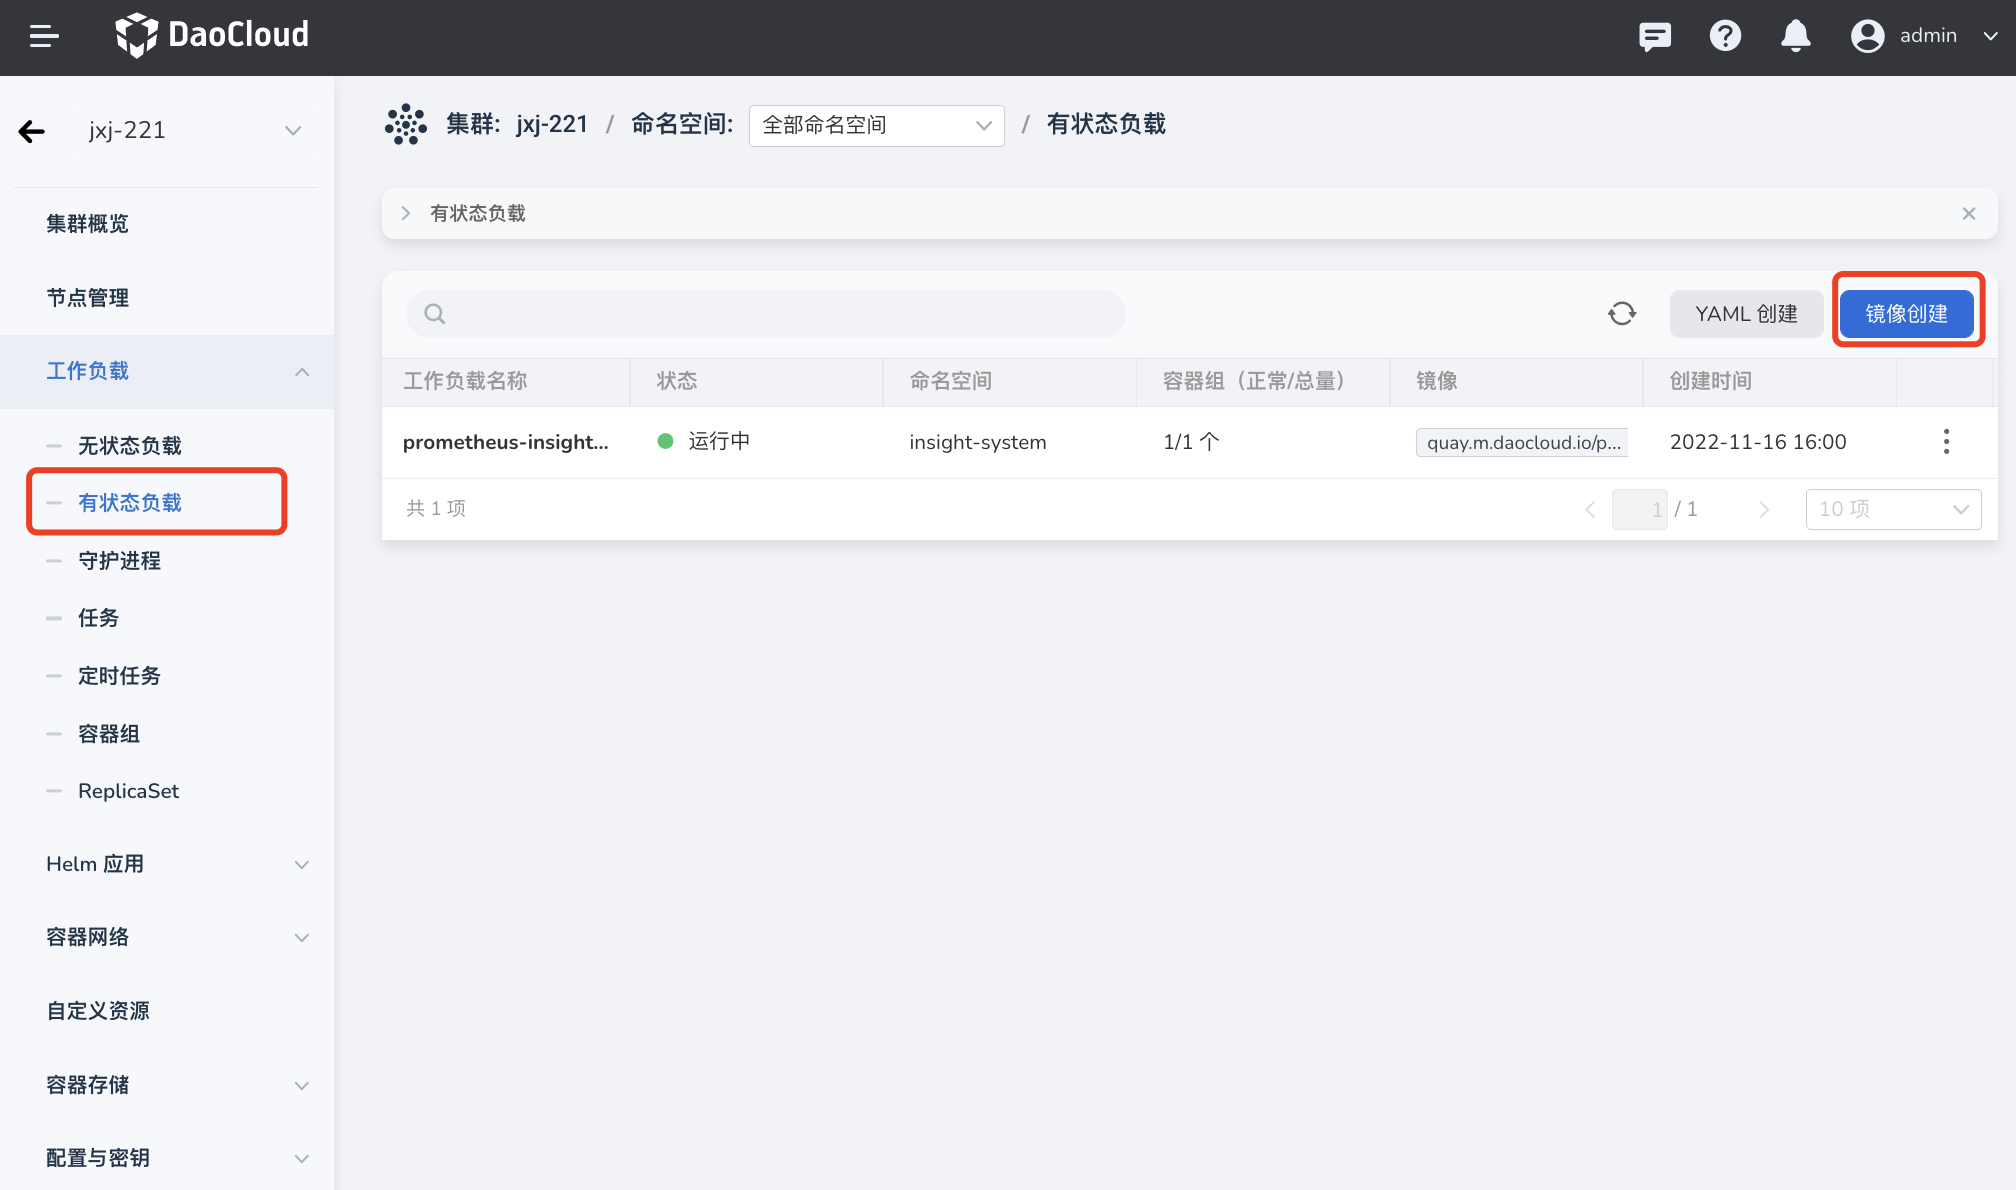 DaoCloud
admin
jxj-221
集群: jxj-221 / 命名空间: 全部命名空间 / 有状态负载
集群概览
节点管理
工作负载
无状态负载
有状态负载
守护进程
任务
定时任务
容器组
ReplicaSet
Helm 应用
容器网络
自定义资源
容器存储
配置与密钥
有状态负载
YAML 创建 镜像创建
工作负载名称 状态 命名空间 容器组（正常/总量） 镜像 创建时间
prometheus-insight... 运行中 insight-system 1/1 个 quay.m.daocloud.io/p... 2022-11-16 16:00
共 1 项 1 / 1 10 项